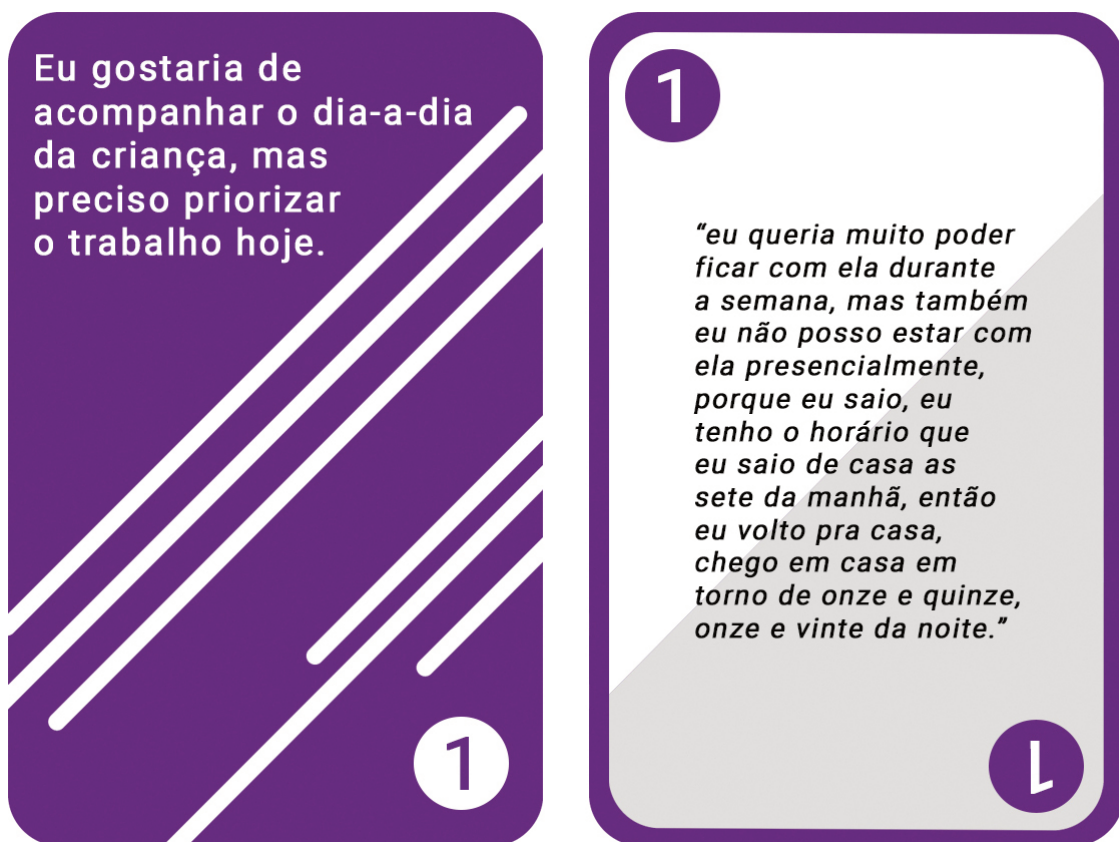 Eu gostaria de
acompanhar o dia-a-dia
da criança, mas
preciso priorizar
o trabalho hoje.
1
1
“eu queria muito poder
ficar com ela durante
a semana, mas também
eu não posso estar com
ela presencialmente,
porque eu saio, eu
tenho o horário que
eu saio de casa as
sete da manhã, então
eu volto pra casa,
chego em casa em
torno de onze e quinze,
onze e vinte da noite.”
1